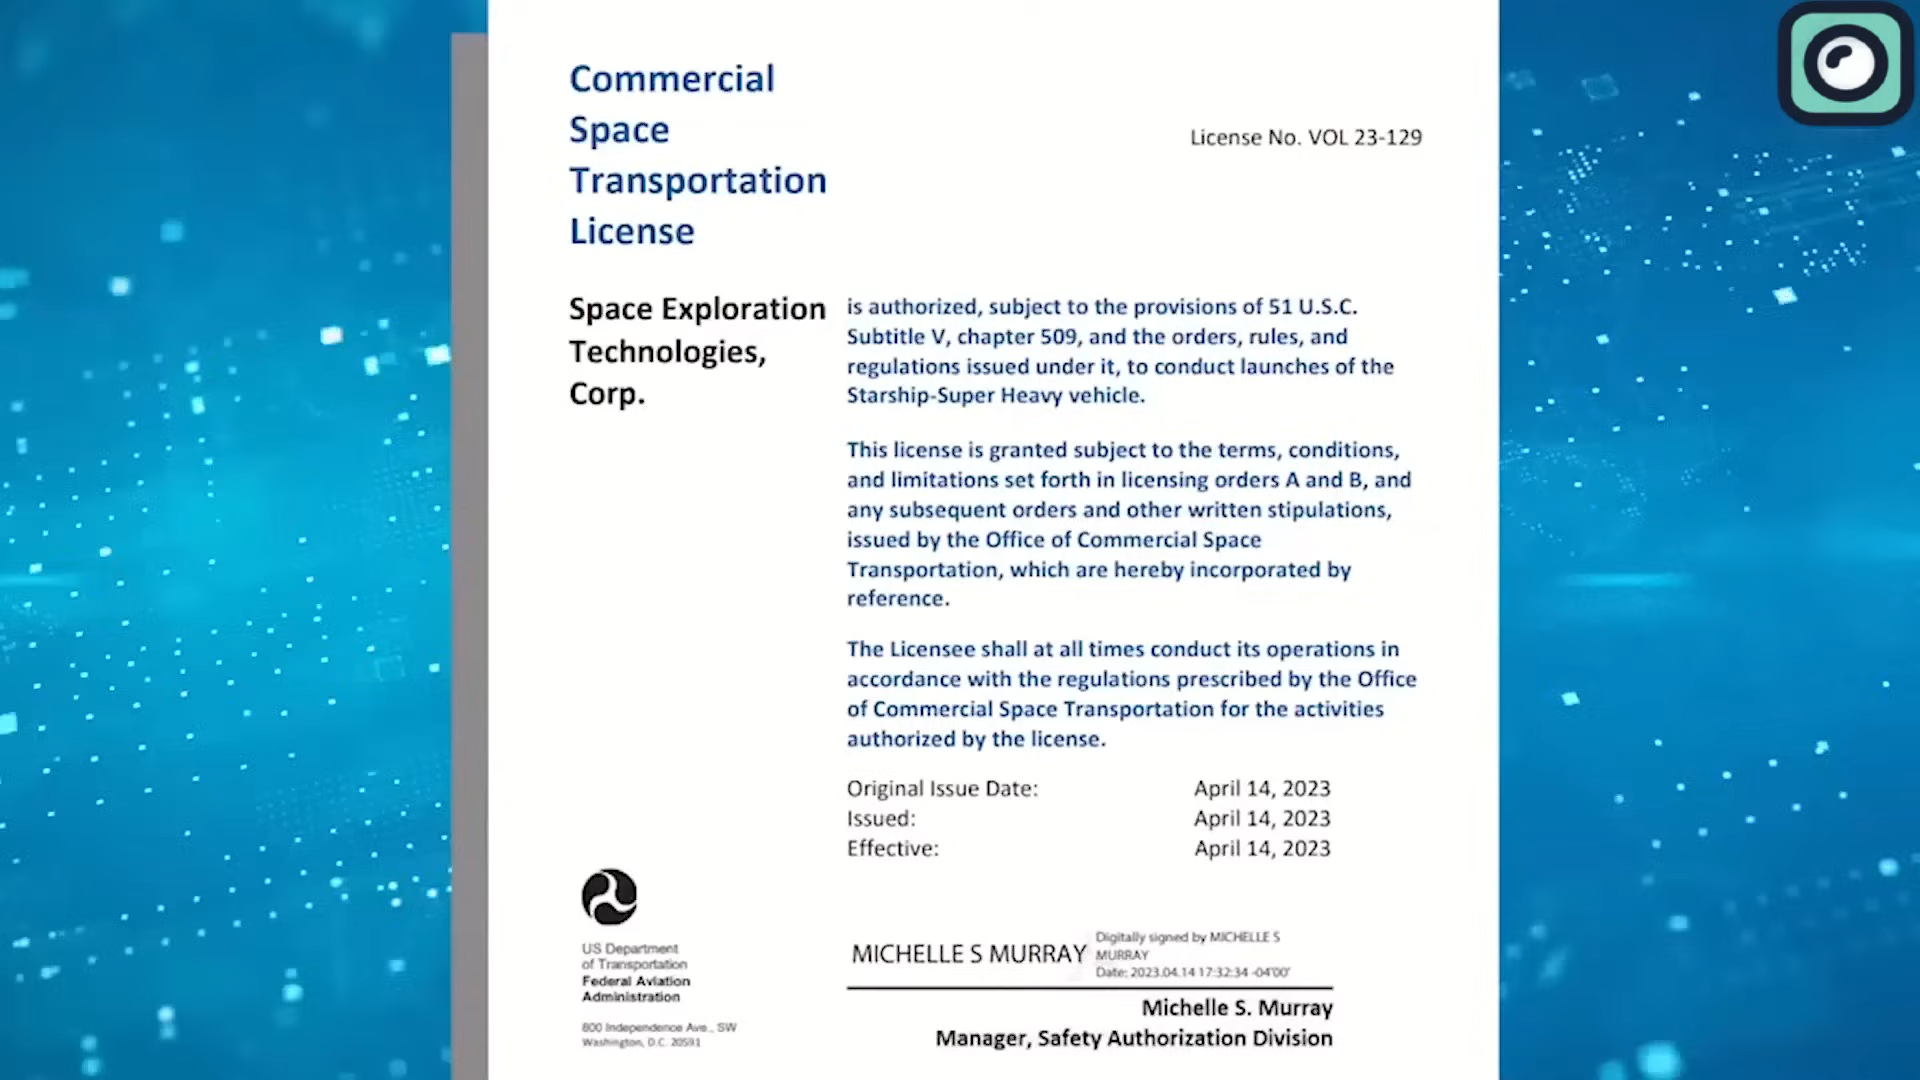 Commercial
Space
Transportation
License
License No. VOL 23-129
Space Exploration
Technologies,
Corp.
is authorized, subject to the provisions of 51 U.S.C.
Subtitle V, chapter 509, and the orders, rules, and
regulations issued under it, to conduct launches of the
Starship-Super Heavy vehicle.
This license is granted subject to the terms, conditions,
and limitations set forth in licensing orders A and B, and
any subsequent orders and other written stipulations,
issued by the Office of Commercial Space
Transportation, which are hereby incorporated by
reference.
The Licensee shall at all times conduct its operations in
accordance with the regulations prescribed by the Office
of Commercial Space Transportation for the activities
authorized by the license.
Original Issue Date: April 14, 2023
Issued: April 14, 2023
Effective: April 14, 2023
US Department
of Transportation
Federal Aviation
Administration
800 Independence Ave., SW
Washington, D.C. 20591
MICHELLE S MURRAY
Digitally signed by MICHELLE S
MURRAY
Date: 2023.04.14 17:32:34 -04'00'
Michelle S. Murray
Manager, Safety Authorization Division